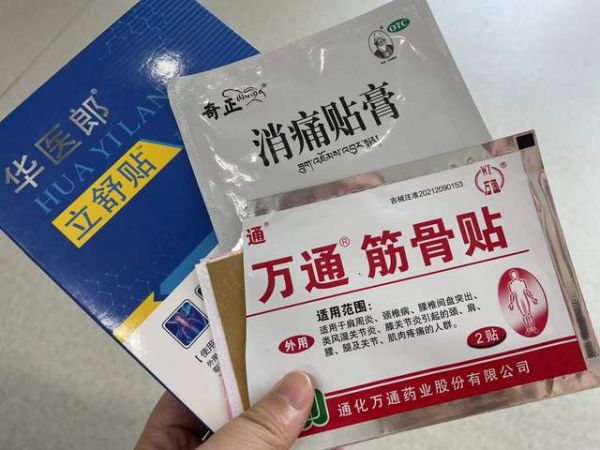 华医郎®
HUA YI LAN
立舒贴™
奇正
OTC
消痛贴膏
吉械注准20212090153
万通
通
万通® 筋骨贴
外用
适用范围:
适用于肩周炎、颈椎病、腰椎间盘突出、
类风湿关节炎、膝关节炎引起的颈、肩、
腰、腿及关节、肌肉疼痛的人群。
2贴
通化万通药业股份有限公司